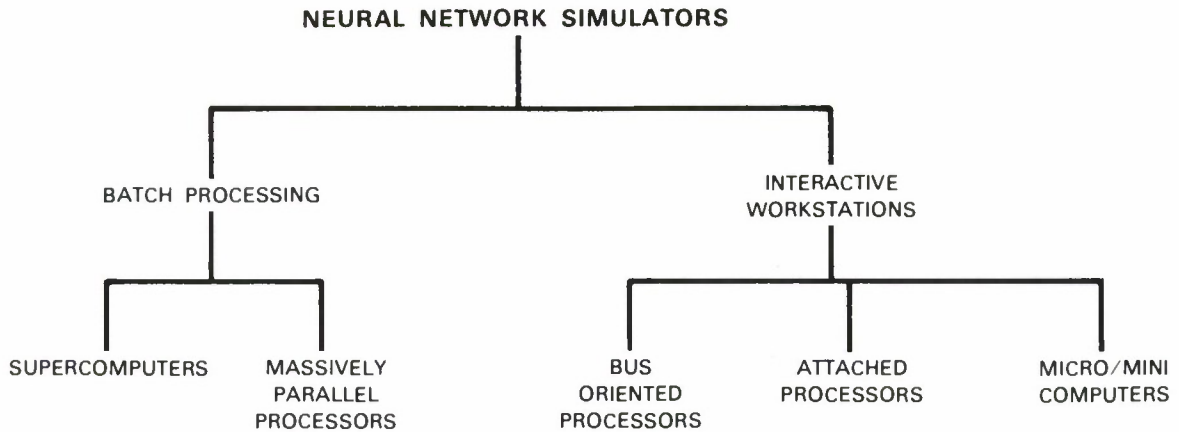 NEURAL NETWORK SIMULATORS
BATCH PROCESSING
INTERACTIVE
WORKSTATIONS
SUPERCOMPUTERS
MASSIVELY
PARALLEL
PROCESSORS
BUS
ORIENTED
PROCESSORS
ATTACHED
PROCESSORS
MICRO/MINI
COMPUTERS